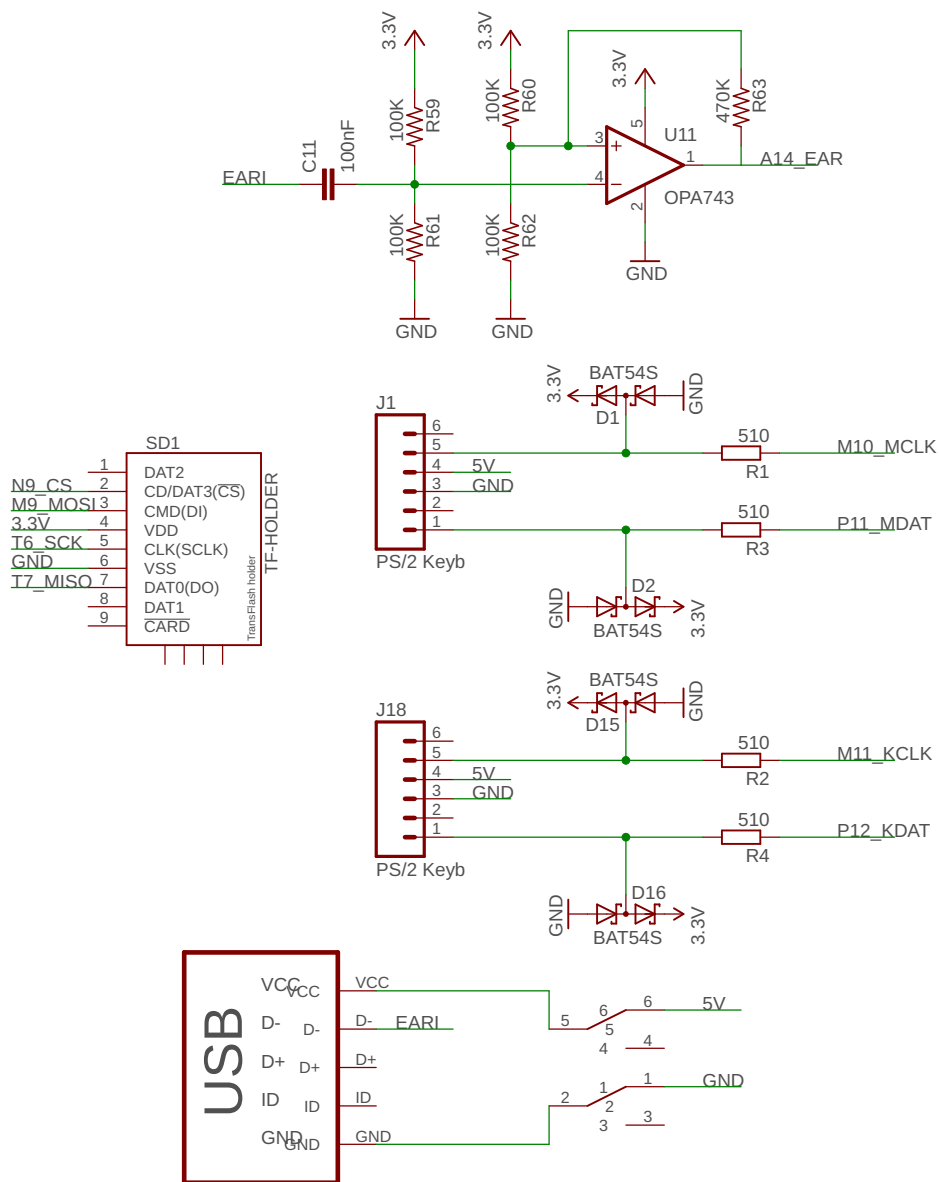 3.3V
100K
R59
3.3V
100K
R60
3.3V
470K
R63
C11
100nF
EARI
3
+
4
−
5
2
1
U11
OPA743
A14_EAR
100K
R61
100K
R62
GND
GND
GND
SD1
1 DAT2
N9_CS 2 CD/DAT3(CS)
M9_MOSI 3 CMD(DI)
3.3V 4 VDD
T6_SCK 5 CLK(SCLK)
GND 6 VSS
T7_MISO 7 DAT0(DO)
8 DAT1
9 CARD
TransFlash holder
TF-HOLDER
J1
6
5
4 5V
3 GND
2
1
PS/2 Keyb
3.3V
BAT54S
D1
GND
510
R1
M10_MCLK
510
R3
P11_MDAT
GND
D2
BAT54S
3.3V
J18
6
5
4 5V
3 GND
2
1
PS/2 Keyb
3.3V
BAT54S
D15
GND
510
R2
M11_KCLK
510
R4
P12_KDAT
GND
D16
BAT54S
3.3V
USB
VCC VCC VCC
D- D- D- EARI
D+ D+ D+
ID ID ID
GND GND GND
5 6 5 4 6 5V
4
2 1 2 3 1 GND
3